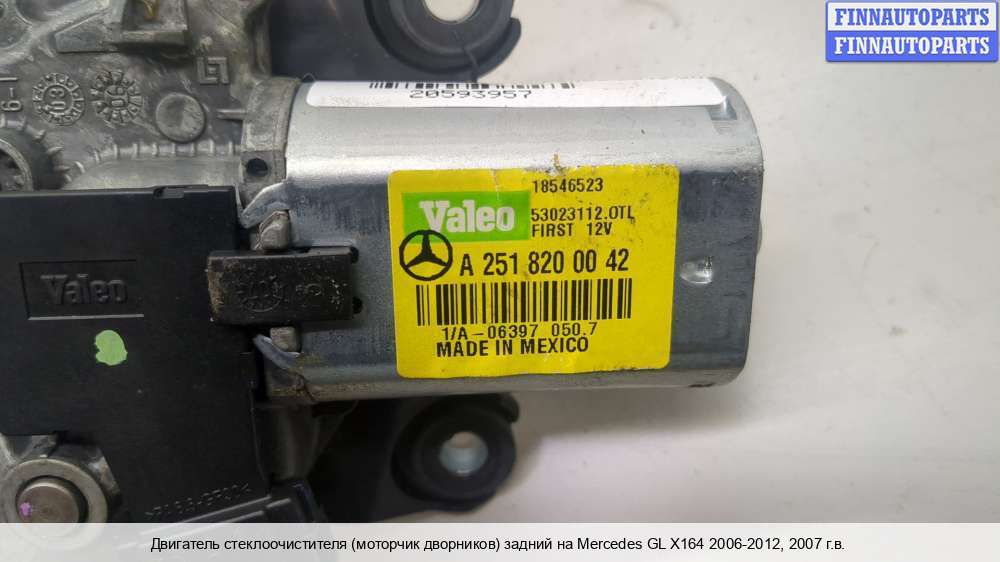 FINNAUTOPARTS
FINNAUTOPARTS
20593957
18546523
Valeo
53023112.OTL
FIRST 12V
A 251 820 00 42
1/A-06397 050.7
MADE IN MEXICO
Valeo
Двигатель стеклоочистителя (моторчик дворников) задний на Mercedes GL X164 2006-2012, 2007 г.в.